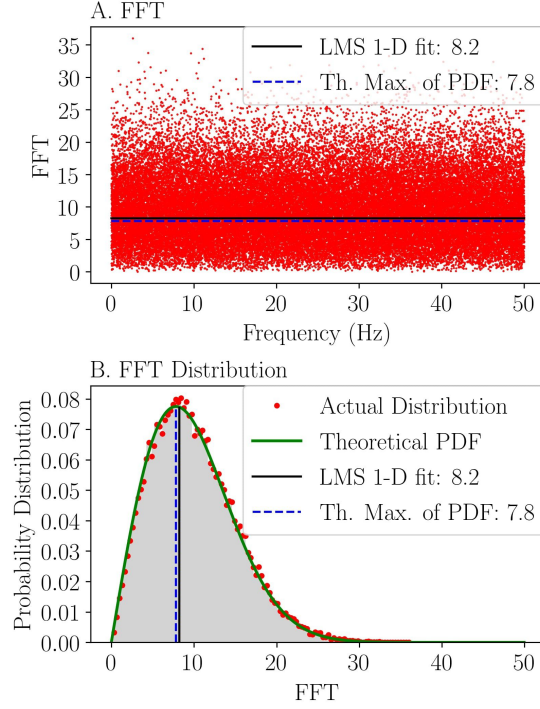 A. FFT
LMS 1-D fit: 8.2
Th. Max. of PDF: 7.8
FFT
35
30
25
20
15
10
5
0
0 10 20 30 40 50
Frequency (Hz)
B. FFT Distribution
Actual Distribution
Theoretical PDF
LMS 1-D fit: 8.2
Th. Max. of PDF: 7.8
Probability Distribution
0.08
0.07
0.06
0.05
0.04
0.03
0.02
0.01
0.00
0 10 20 30 40 50
FFT